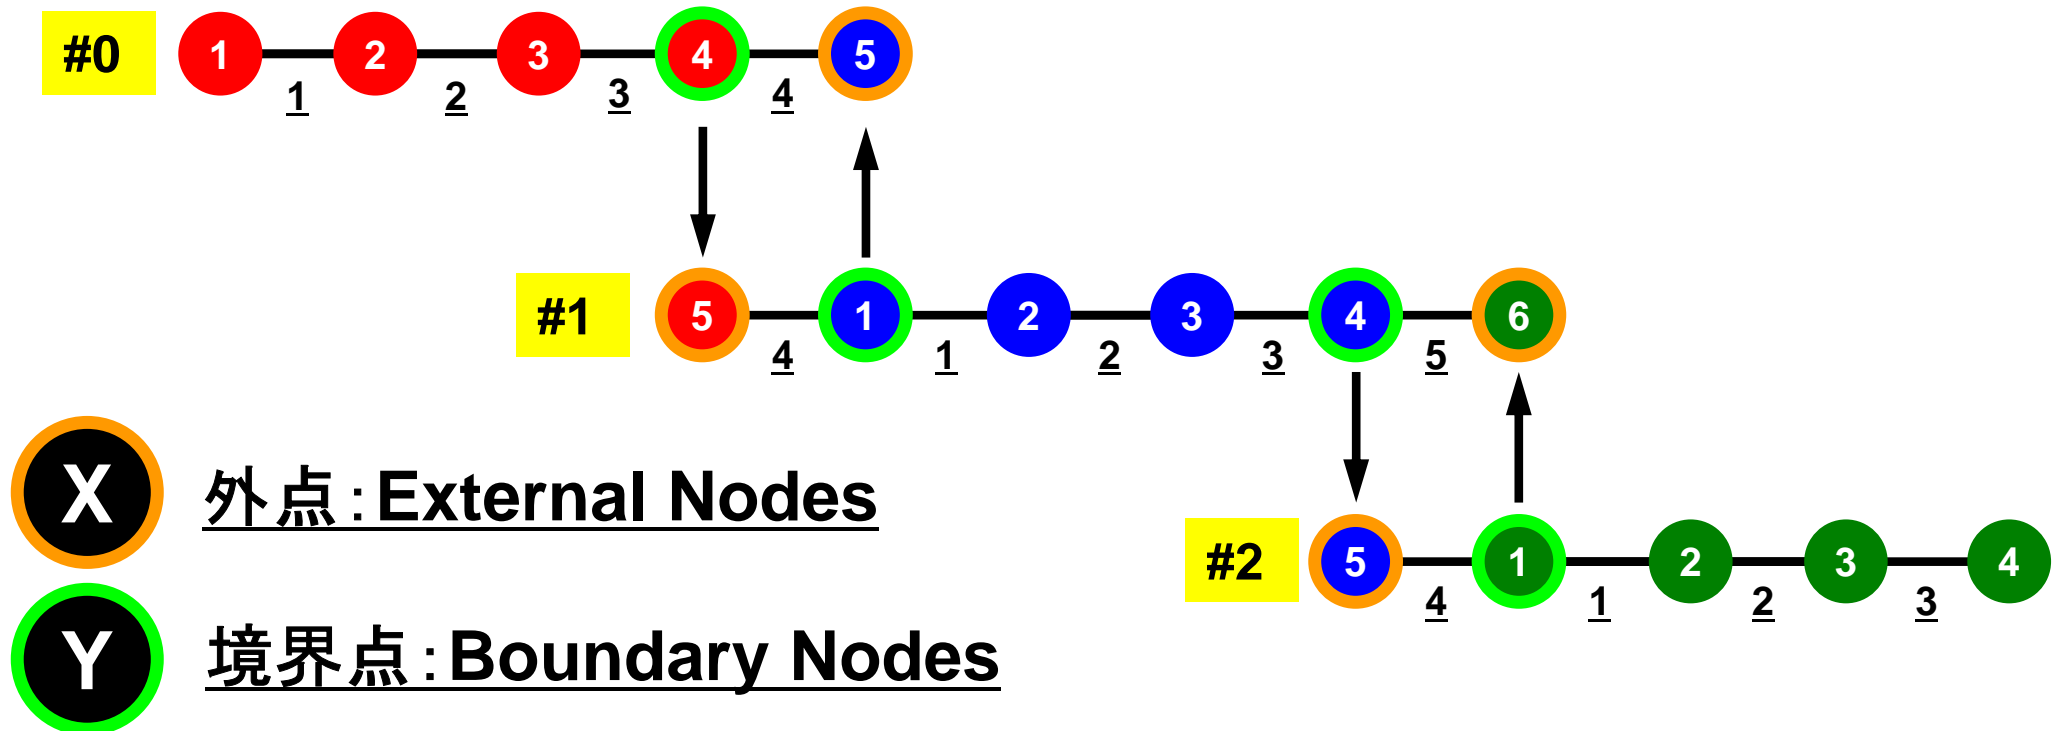 #0 1 2 3 4 5
1 2 3 4
#1 5 1 2 3 4 6
4 1 2 3 5
X 外点:External Nodes
#2 5 1 2 3 4
4 1 2 3
Y 境界点:Boundary Nodes